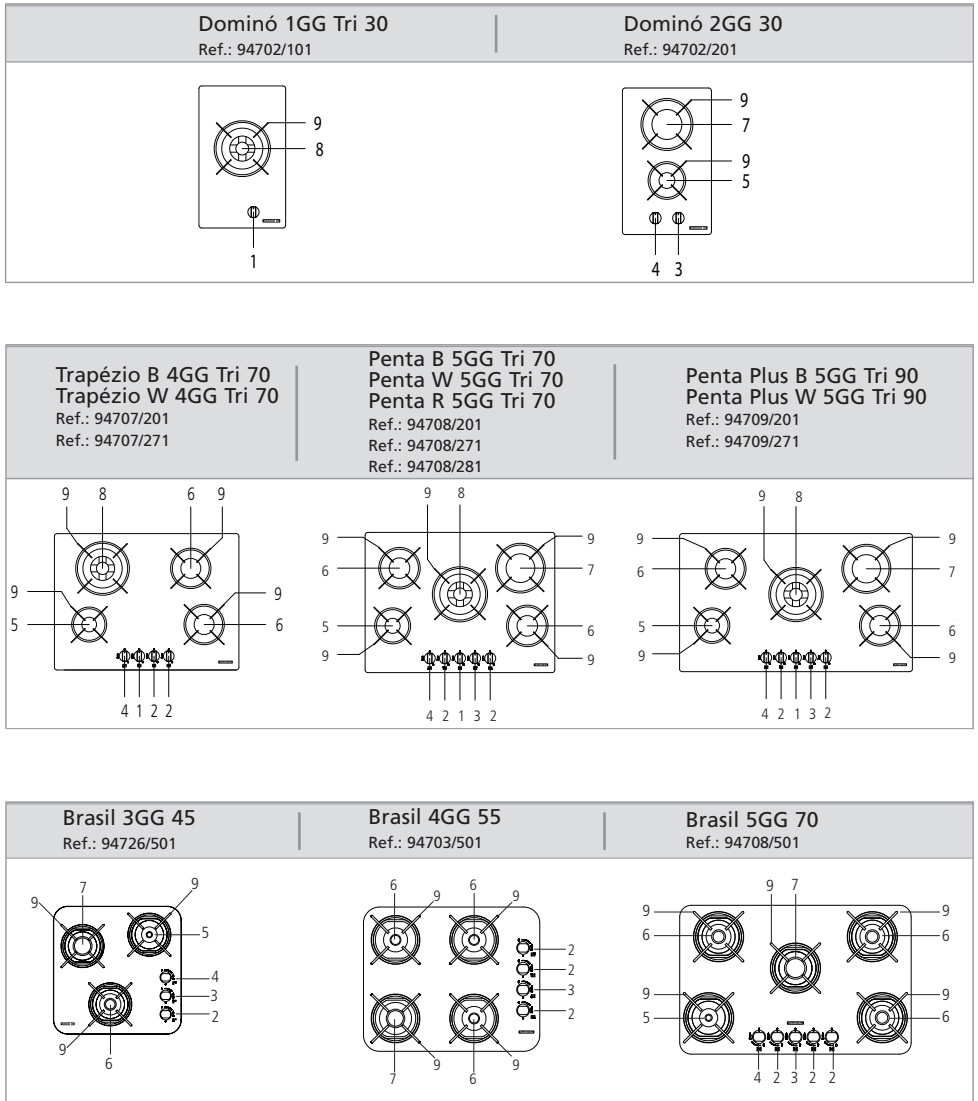 Dominó 1GG Tri 30
Ref.: 94702/101
Dominó 2GG 30
Ref.: 94702/201
9
8
1
9
7
9
5
4 3
Trapézio B 4GG Tri 70
Trapézio W 4GG Tri 70
Ref.: 94707/201
Ref.: 94707/271
Penta B 5GG Tri 70
Penta W 5GG Tri 70
Penta R 5GG Tri 70
Ref.: 94708/201
Ref.: 94708/271
Ref.: 94708/281
Penta Plus B 5GG Tri 90
Penta Plus W 5GG Tri 90
Ref.: 94709/201
Ref.: 94709/271
9 8 6 9
9 9
5 6
4 1 2 2
9 8
9 9
6 7
5 6
9 9
4 2 1 3 2
9 8
9 9
6 7
5 6
9 9
4 2 1 3 2
Brasil 3GG 45
Ref.: 94726/501
Brasil 4GG 55
Ref.: 94703/501
Brasil 5GG 70
Ref.: 94708/501
7 9
9
5
4
3
2
9
6
6 6
9 9
2
2
3
2
9 9
7 6
9 7
9 9
6 6
9 9
5 6
4 2 3 2 2